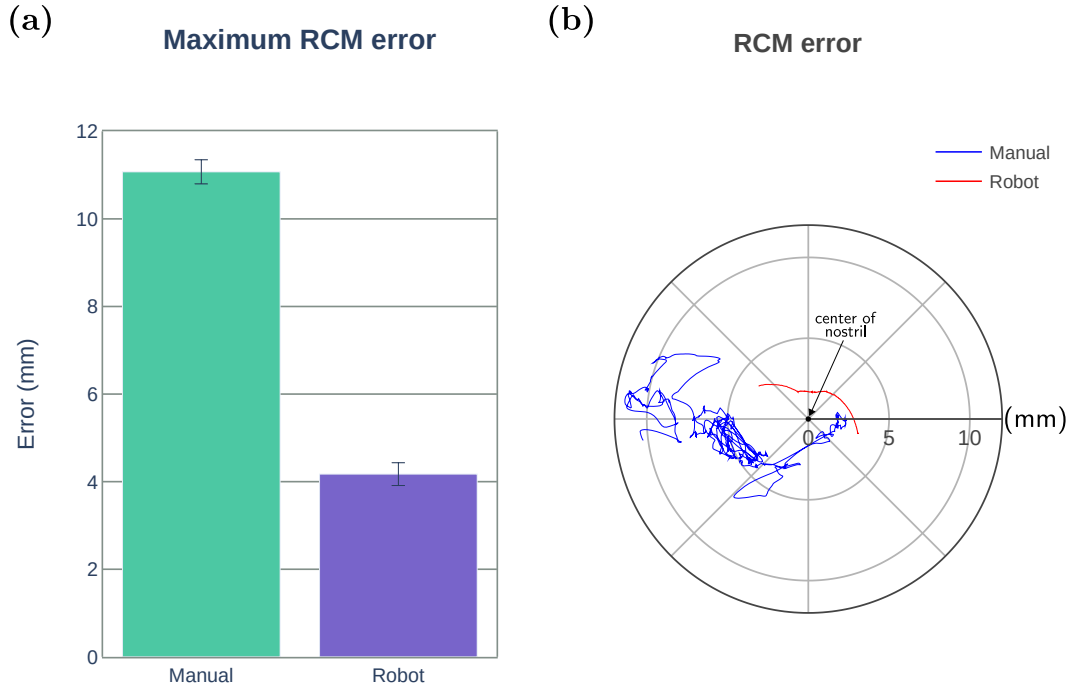 (a)
Maximum RCM error
12
10
8
6
4
2
0
Error (mm)
Manual
Robot
(b)
RCM error
Manual
Robot
center of
nostril
0
5
10
(mm)